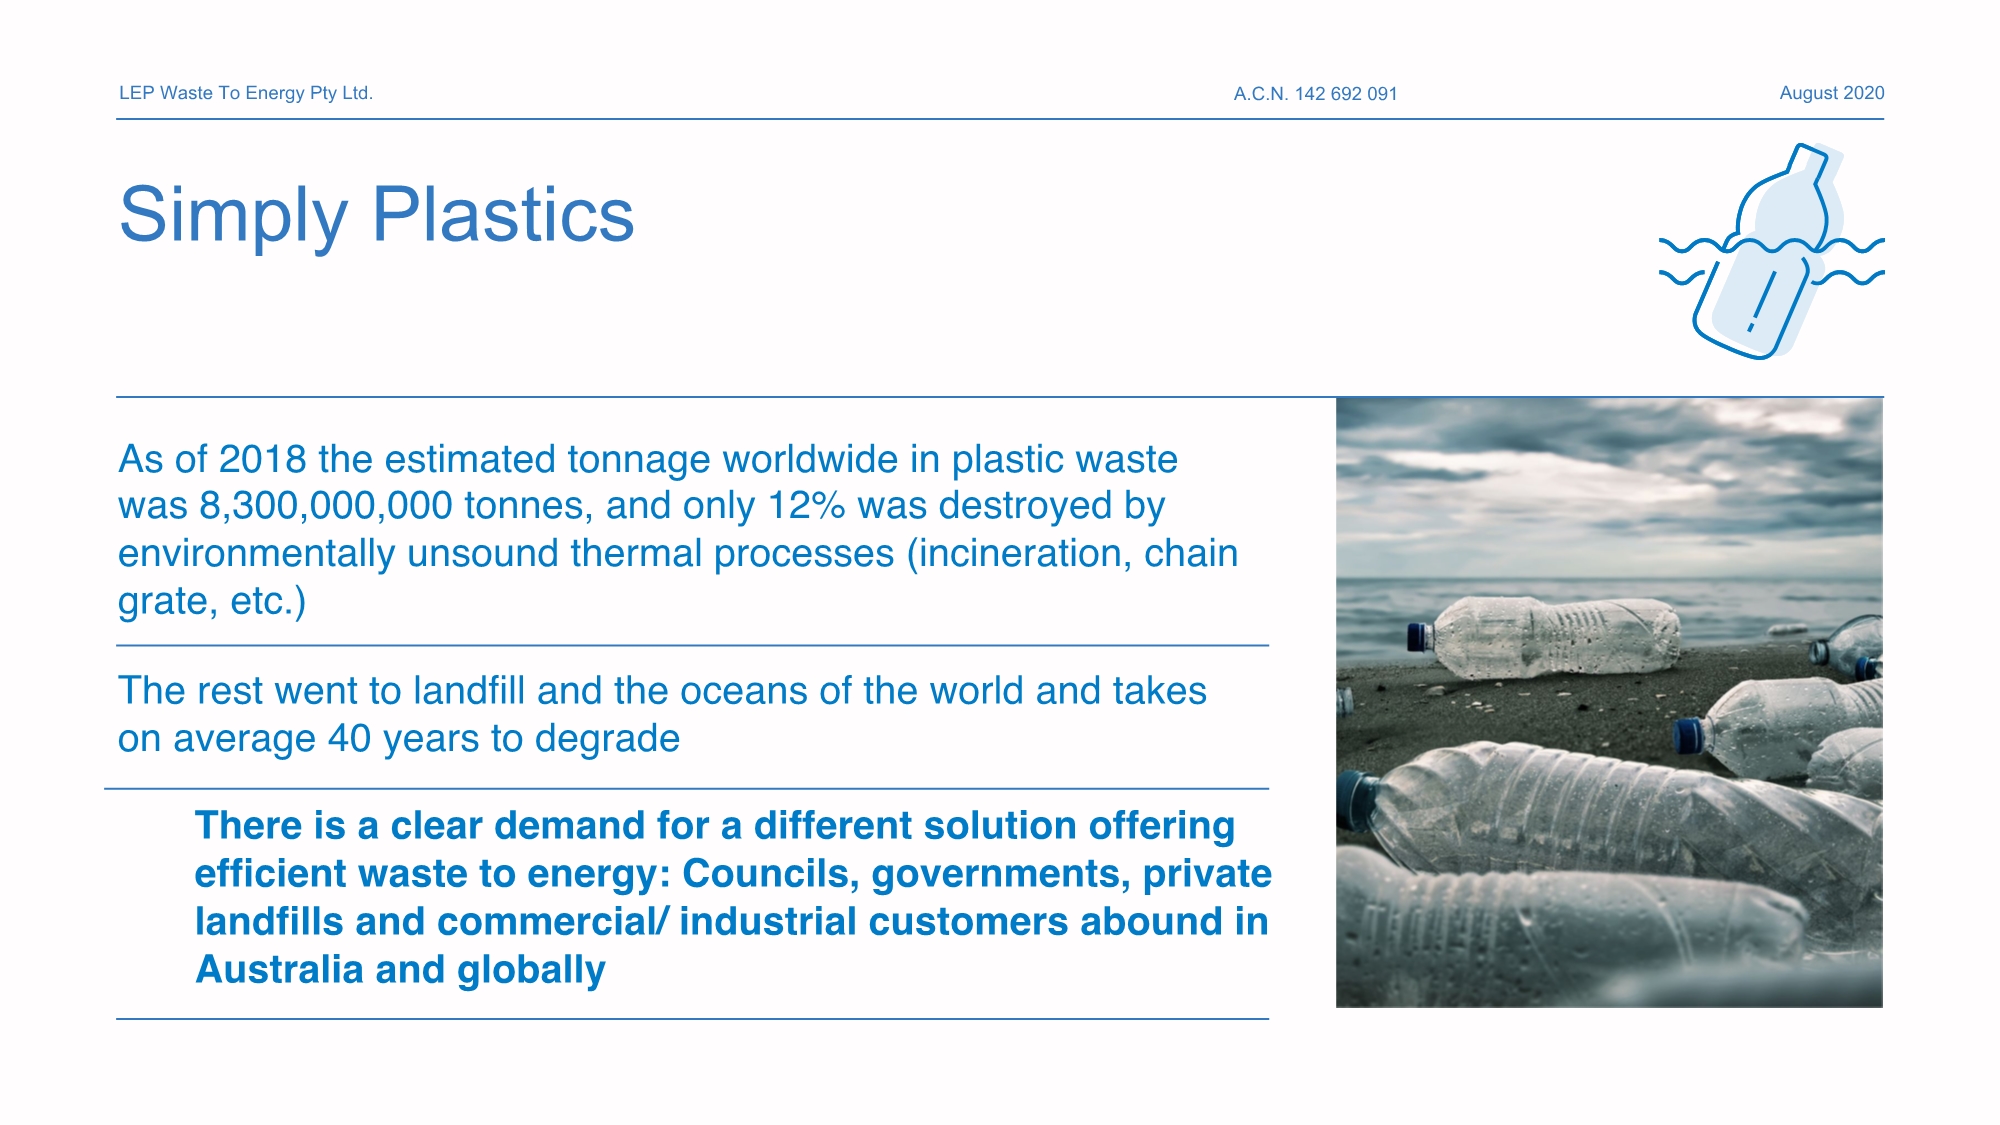 LEP Waste To Energy Pty Ltd.
A.C.N. 142 692 091
August 2020
Simply Plastics
As of 2018 the estimated tonnage worldwide in plastic waste
was 8,300,000,000 tonnes, and only 12% was destroyed by
environmentally unsound thermal processes (incineration, chain
grate, etc.)
The rest went to landfill and the oceans of the world and takes
on average 40 years to degrade
There is a clear demand for a different solution offering
efficient waste to energy: Councils, governments, private
landfills and commercial/ industrial customers abound in
Australia and globally